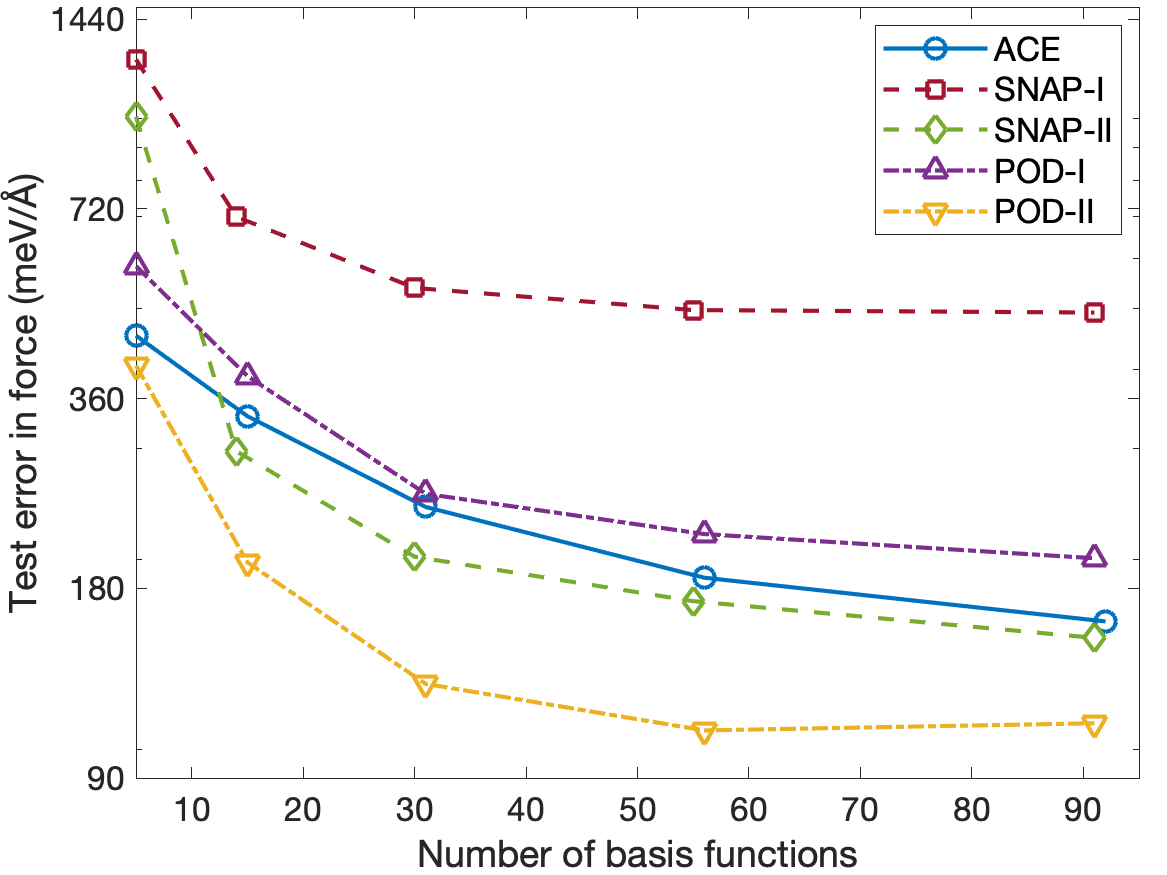 1440
720
360
180
90
Test error in force (meV/Å)
10 20 30 40 50 60 70 80 90
Number of basis functions
ACE
SNAP-I
SNAP-II
POD-I
POD-II